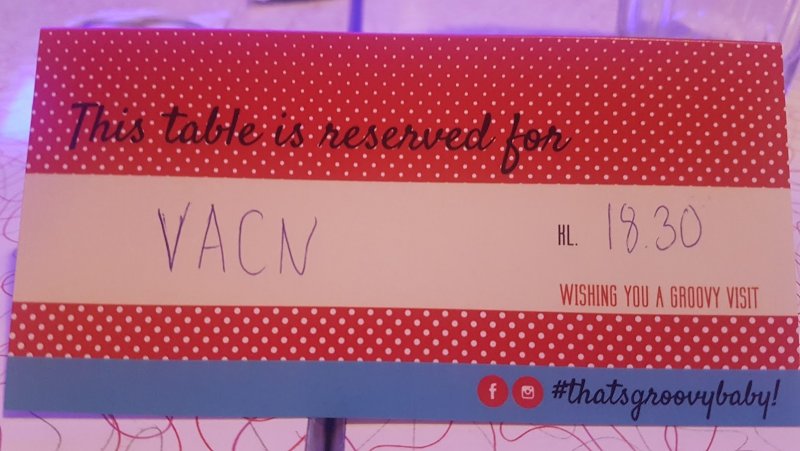 This table is reserved for
VACN KL. 18.30
WISHING YOU A GROOVY VISIT
#thatsgroovybaby!